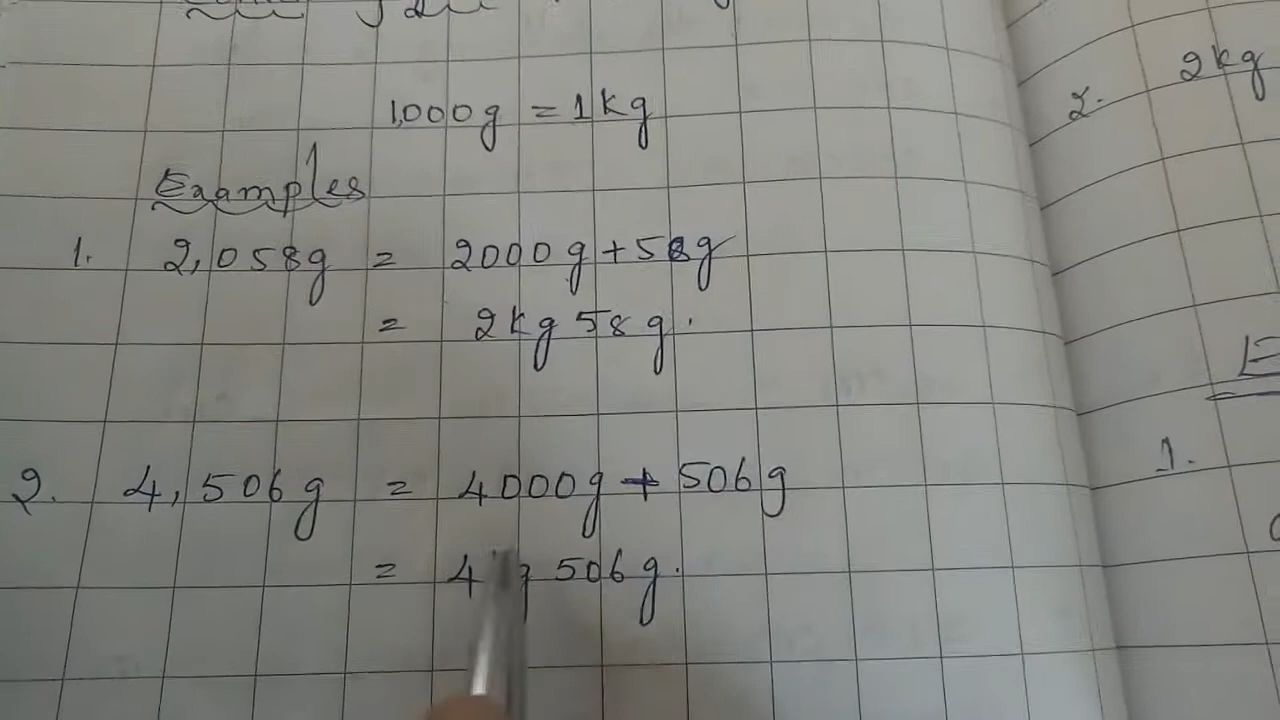 1,000g = 1kg
Examples
1. 2,058g = 2000g + 58g
= 2kg 58g.
2. 4,506g = 4000g + 506g
= 4 506g.
2. 2kg
1.